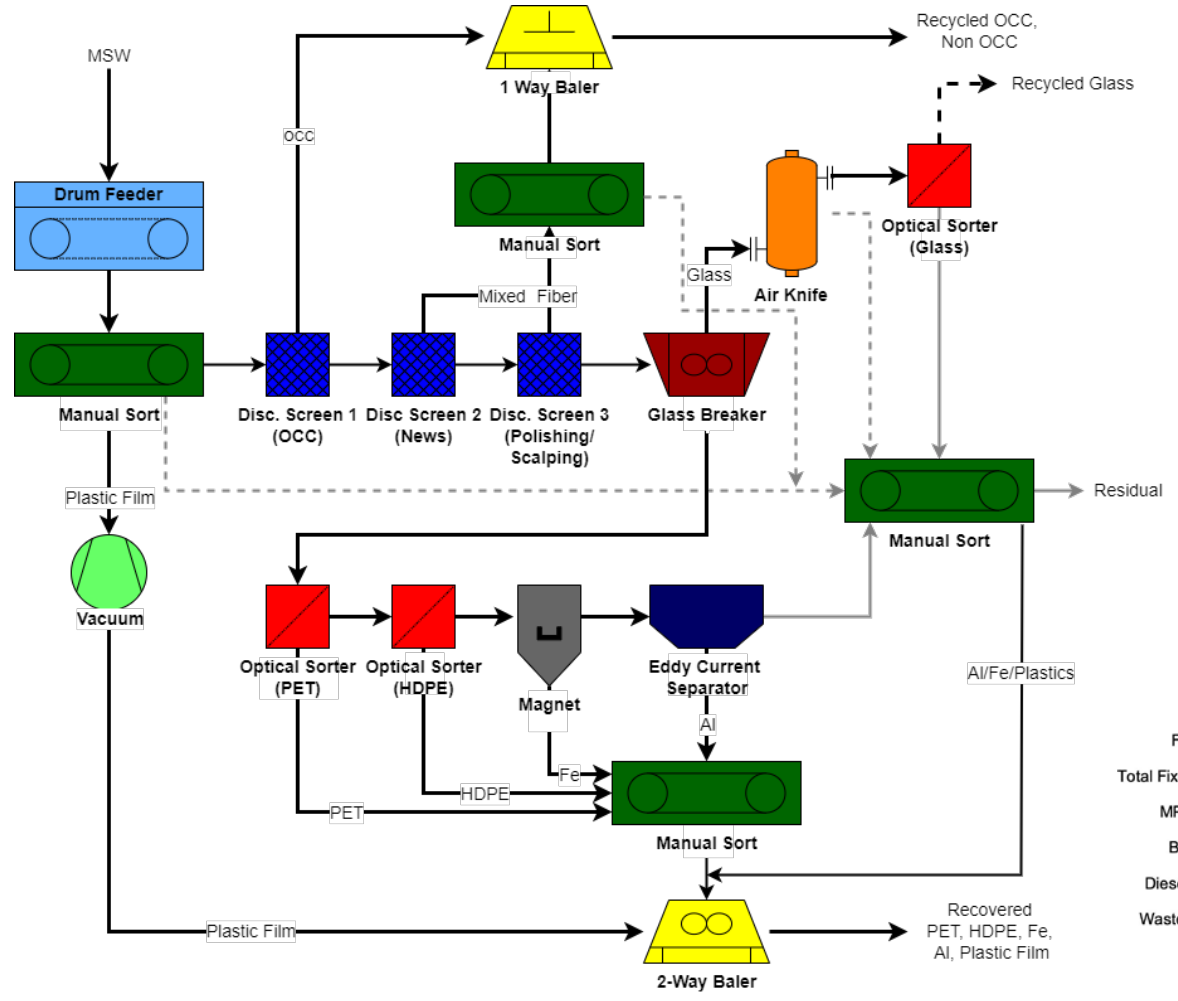 MSW
Drum Feeder
Manual Sort
Plastic Film
Vacuum
Plastic Film
OCC
Disc. Screen 1
(OCC)
Disc Screen 2
(News)
Disc. Screen 3
(Polishing/
Scalping)
Mixed Fiber
Manual Sort
1 Way Baler
Recycled OCC,
Non OCC
Glass Breaker
Glass
Air Knife
Optical Sorter
(Glass)
Recycled Glass
Manual Sort
Residual
Al/Fe/Plastics
Optical Sorter
(PET)
Optical Sorter
(HDPE)
Magnet
Eddy Current
Separator
Al
Fe
HDPE
PET
Manual Sort
2-Way Baler
Recovered
PET, HDPE, Fe,
Al, Plastic Film
F
Total Fix
B
Waste